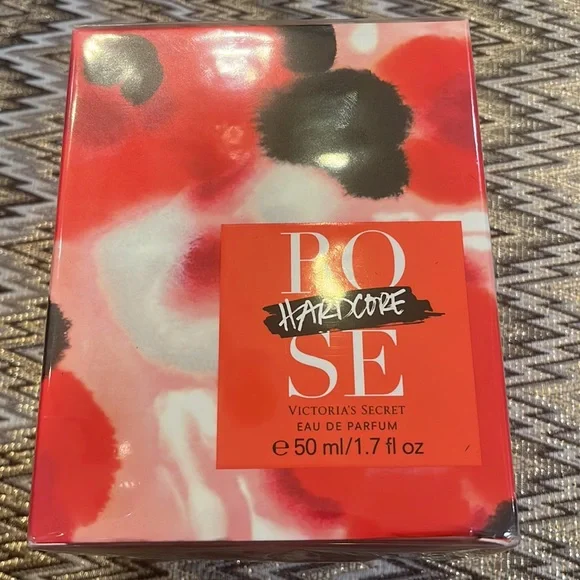 RO
HARDCORE
SE
VICTORIA'S SECRET
EAU DE PARFUM
℮ 50 ml/1.7 fl oz